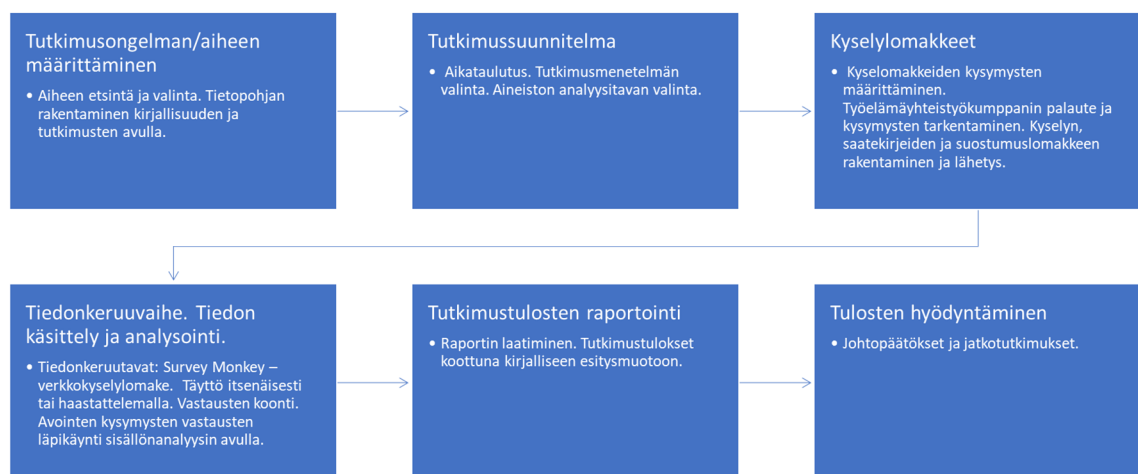 Tutkimusongelman/aiheen
määrittäminen
• Aiheen etsintä ja valinta. Tietopohjan
rakentaminen kirjallisuuden ja
tutkimusten avulla.
Tutkimussuunnitelma
• Aikataulutus. Tutkimusmenetelmän
valinta. Aineiston analyysitavan valinta.
Kyselylomakkeet
• Kyselomakkeiden kysymysten
määrittäminen.
Työelämäyhteistyökumppanin palaute ja
kysymysten tarkentaminen. Kyselyn,
saatekirjeiden ja suostumuslomakkeen
rakentaminen ja lähetys.
Tiedonkeruuvaihe. Tiedon
käsittely ja analysointi.
• Tiedonkeruutavat: Survey Monkey –
verkkokyselylomake. Täyttö itsenäisesti
tai haastattelemalla. Vastausten koonti.
Avointen kysymysten vastausten
läpikäynti sisällönanalyysin avulla.
Tutkimustulosten raportointi
• Raportin laatiminen. Tutkimustulokset
koottuna kirjalliseen esitysmuotoon.
Tulosten hyödyntäminen
• Johtopäätökset ja jatkotutkimukset.